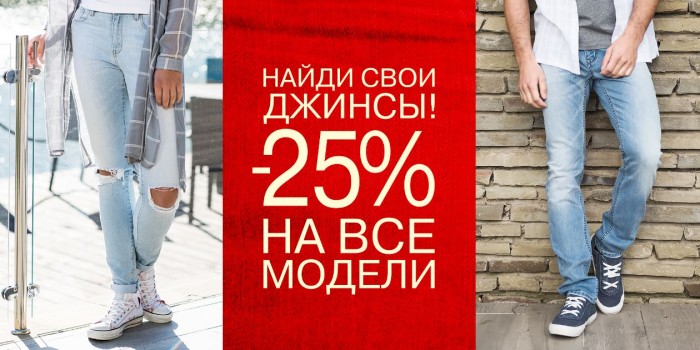 НАЙДИ СВОИ
ДЖИНСЫ!
-25%
НА ВСЕ
МОДЕЛИ